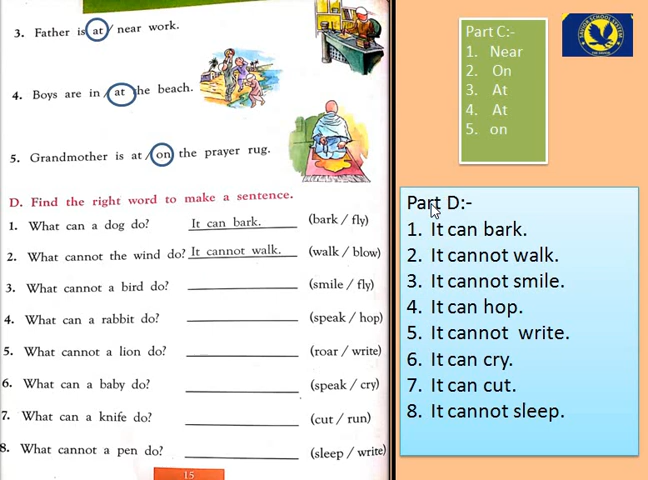 3. Father is at / near work.
4. Boys are in / at the beach.
5. Grandmother is at / on the prayer rug.
D. Find the right word to make a sentence.
1. What can a dog do? It can bark. (bark / fly)
2. What cannot the wind do? It cannot walk. (walk / blow)
3. What cannot a bird do? (smile / fly)
4. What can a rabbit do? (speak / hop)
5. What cannot a lion do? (roar / write)
6. What can a baby do? (speak / cry)
7. What can a knife do? (cut / run)
8. What cannot a pen do? (sleep / write)
15
Part C:-
1. Near
2. On
3. At
4. At
5. on
Part D:-
1. It can bark.
2. It cannot walk.
3. It cannot smile.
4. It can hop.
5. It cannot  write.
6. It can cry.
7. It can cut.
8. It cannot sleep.